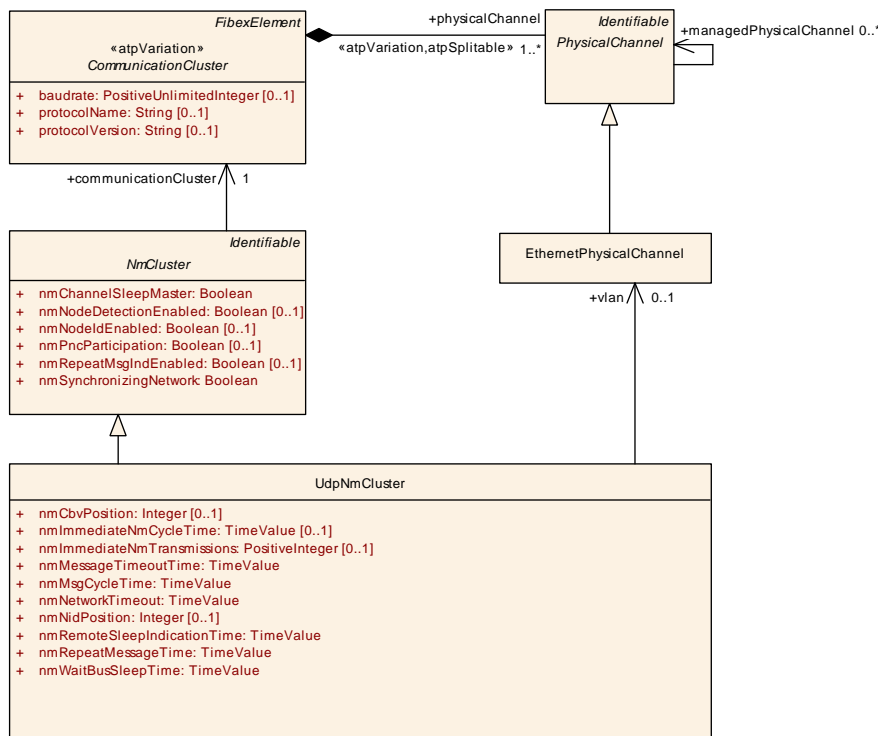 FibexElement
«atpVariation»
CommunicationCluster
+ baudrate: PositiveUnlimitedInteger [0..1]
+ protocolName: String [0..1]
+ protocolVersion: String [0..1]
+physicalChannel
«atpVariation,atpSplitable» 1..*
Identifiable
PhysicalChannel
+managedPhysicalChannel 0..*
+communicationCluster 1
Identifiable
NmCluster
+ nmChannelSleepMaster: Boolean
+ nmNodeDetectionEnabled: Boolean [0..1]
+ nmNodeIdEnabled: Boolean [0..1]
+ nmPncParticipation: Boolean [0..1]
+ nmRepeatMsgIndEnabled: Boolean [0..1]
+ nmSynchronizingNetwork: Boolean
EthernetPhysicalChannel
+vlan 0..1
UdpNmCluster
+ nmCbvPosition: Integer [0..1]
+ nmImmediateNmCycleTime: TimeValue [0..1]
+ nmImmediateNmTransmissions: PositiveInteger [0..1]
+ nmMessageTimeoutTime: TimeValue
+ nmMsgCycleTime: TimeValue
+ nmNetworkTimeout: TimeValue
+ nmNidPosition: Integer [0..1]
+ nmRemoteSleepIndicationTime: TimeValue
+ nmRepeatMessageTime: TimeValue
+ nmWaitBusSleepTime: TimeValue